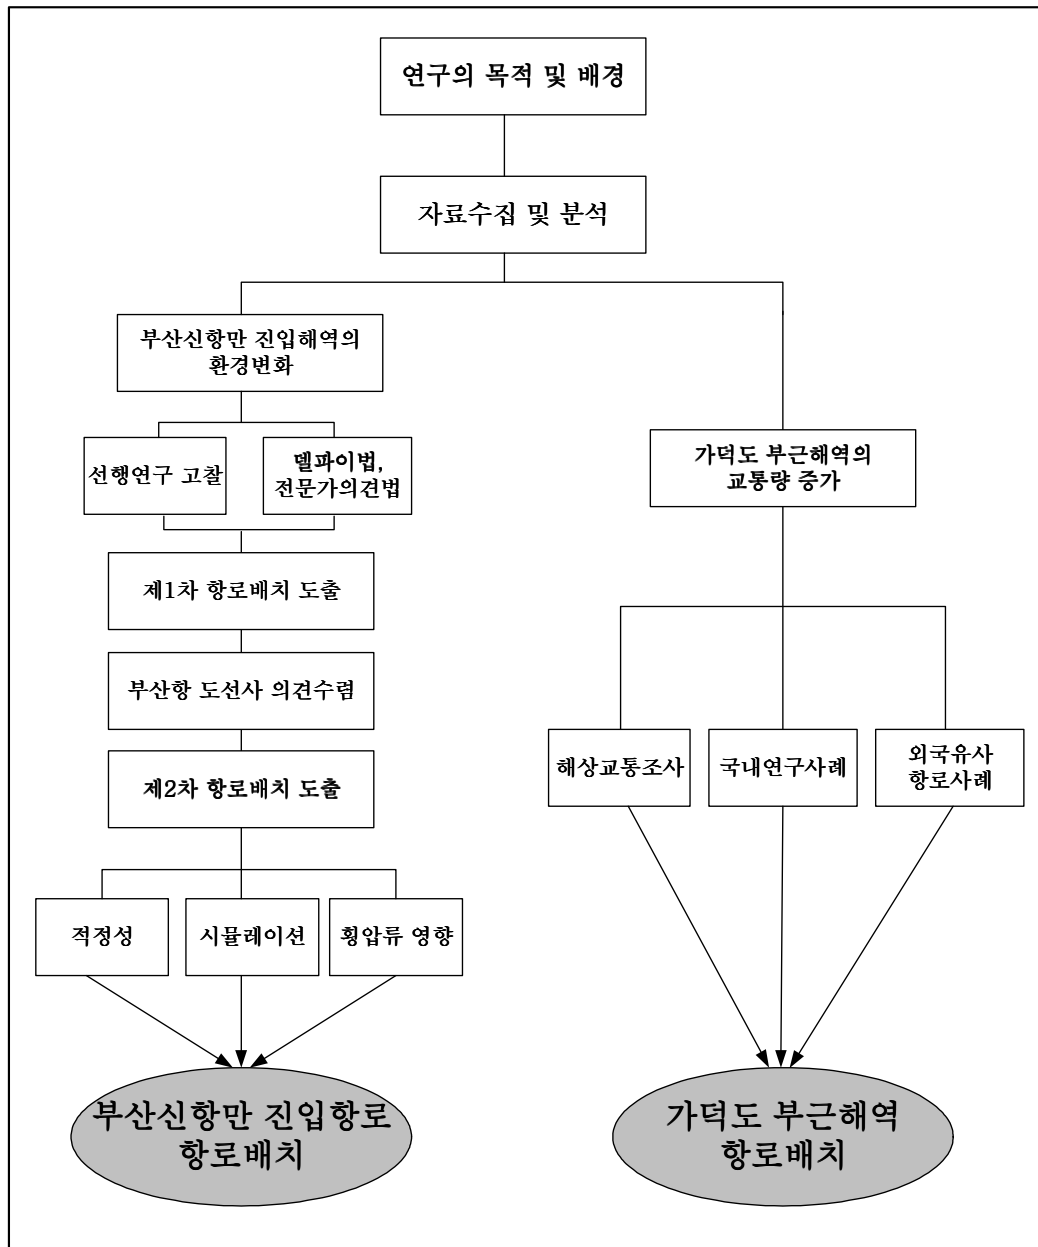 연구의 목적 및 배경
자료수집 및 분석
부산신항만 진입해역의
환경변화
선행연구 고찰
델파이법,
전문가의견법
제1차 항로배치 도출
부산항 도선사 의견수렴
제2차 항로배치 도출
적정성
시뮬레이션
횡압류 영향
부산신항만 진입항로
항로배치
가덕도 부근해역의
교통량 증가
해상교통조사
국내연구사례
외국유사
항로사례
가덕도 부근해역
항로배치